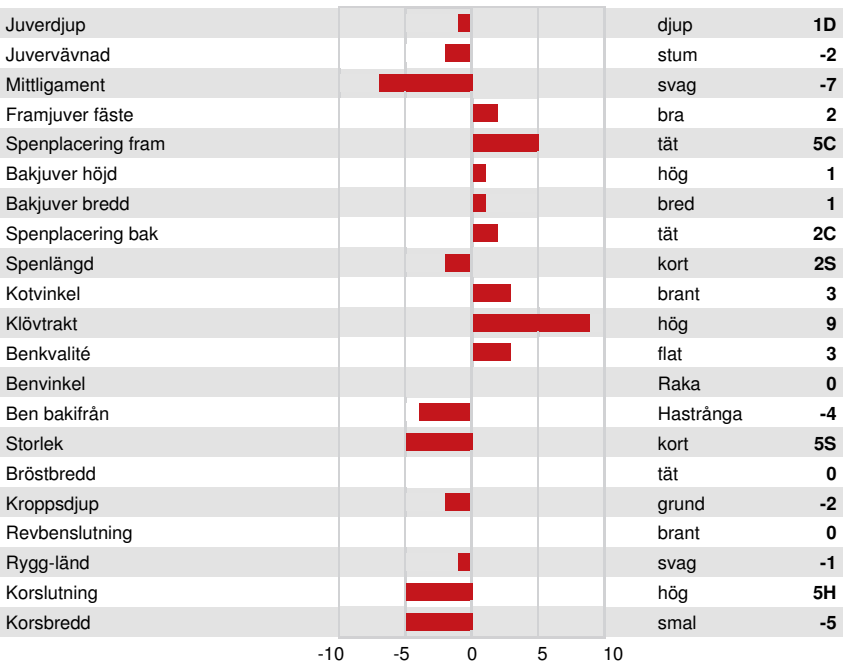 Juverdjup djup 1D
Juvervävnad stum -2
Mittligament svag -7
Framjuver fäste bra 2
Spenplacering fram tät 5C
Bakjuver höjd hög 1
Bakjuver bredd bred 1
Spenplacering bak tät 2C
Spenlängd kort 2S
Kotvinkel brant 3
Klövtrakt hög 9
Benkvalité flat 3
Benvinkel Raka 0
Ben bakifrån Hastrånga -4
Storlek kort 5S
Bröstbredd tät 0
Kroppsdjup grund -2
Revbenslutning brant 0
Rygg-länd svag -1
Korslutning hög 5H
Korsbredd smal -5
-10 -5 0 5 10